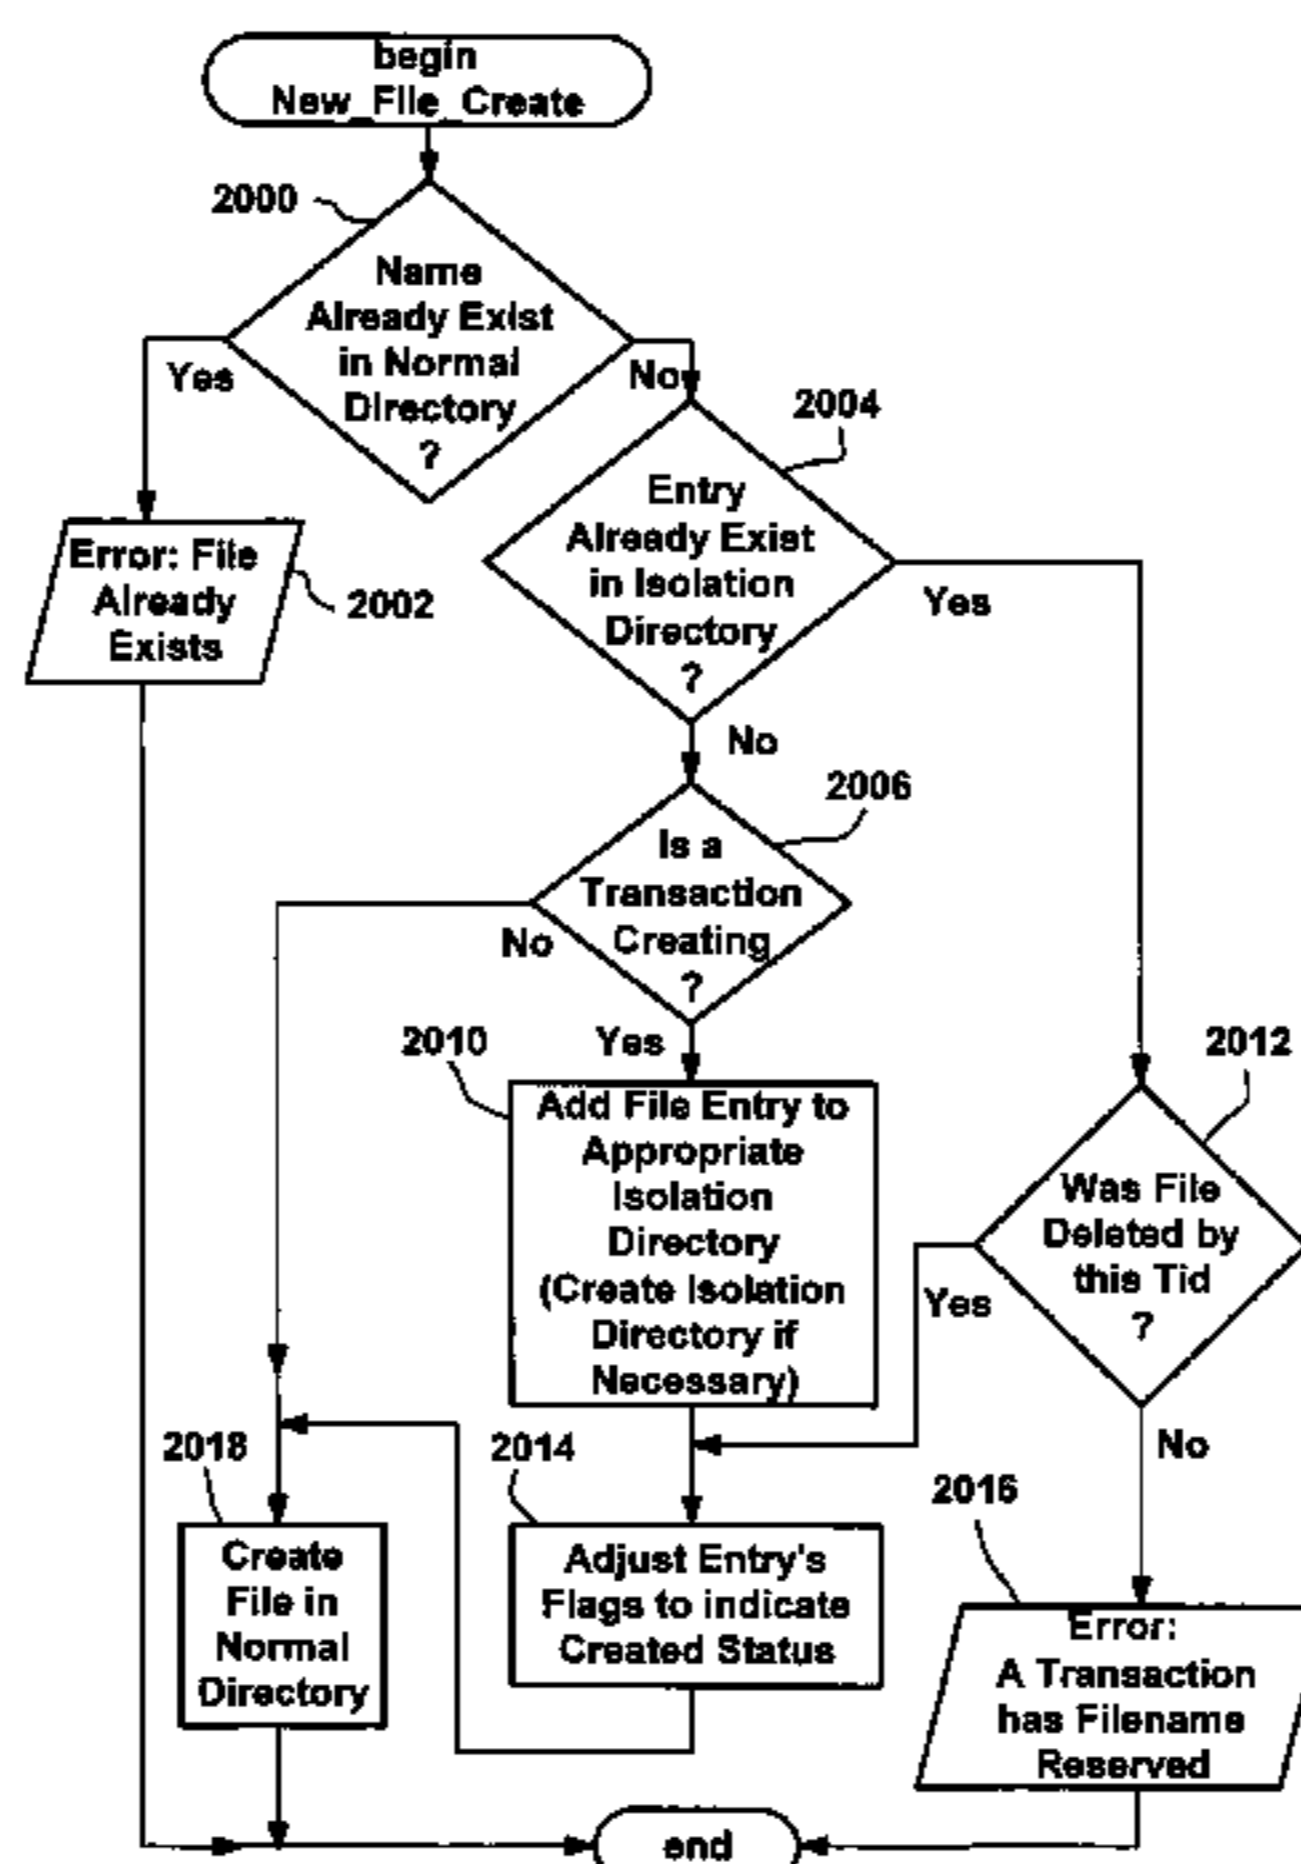 begin
New_File_Create
2000
Name
Already Exist
in Normal
Directory
?
Yes
No
2004
Entry
Already Exist
in Isolation
Directory
?
Yes
No
Error: File
Already
Exists
2002
2006
Is a
Transaction
Creating
?
No
Yes
2010
Add File Entry to
Appropriate
Isolation
Directory
(Create Isolation
Directory if
Necessary)
2012
Was File
Deleted by
this Tid
?
Yes
No
2018
Create
File in
Normal
Directory
2014
Adjust Entry's
Flags to indicate
Created Status
2016
Error:
A Transaction
has Filename
Reserved
end